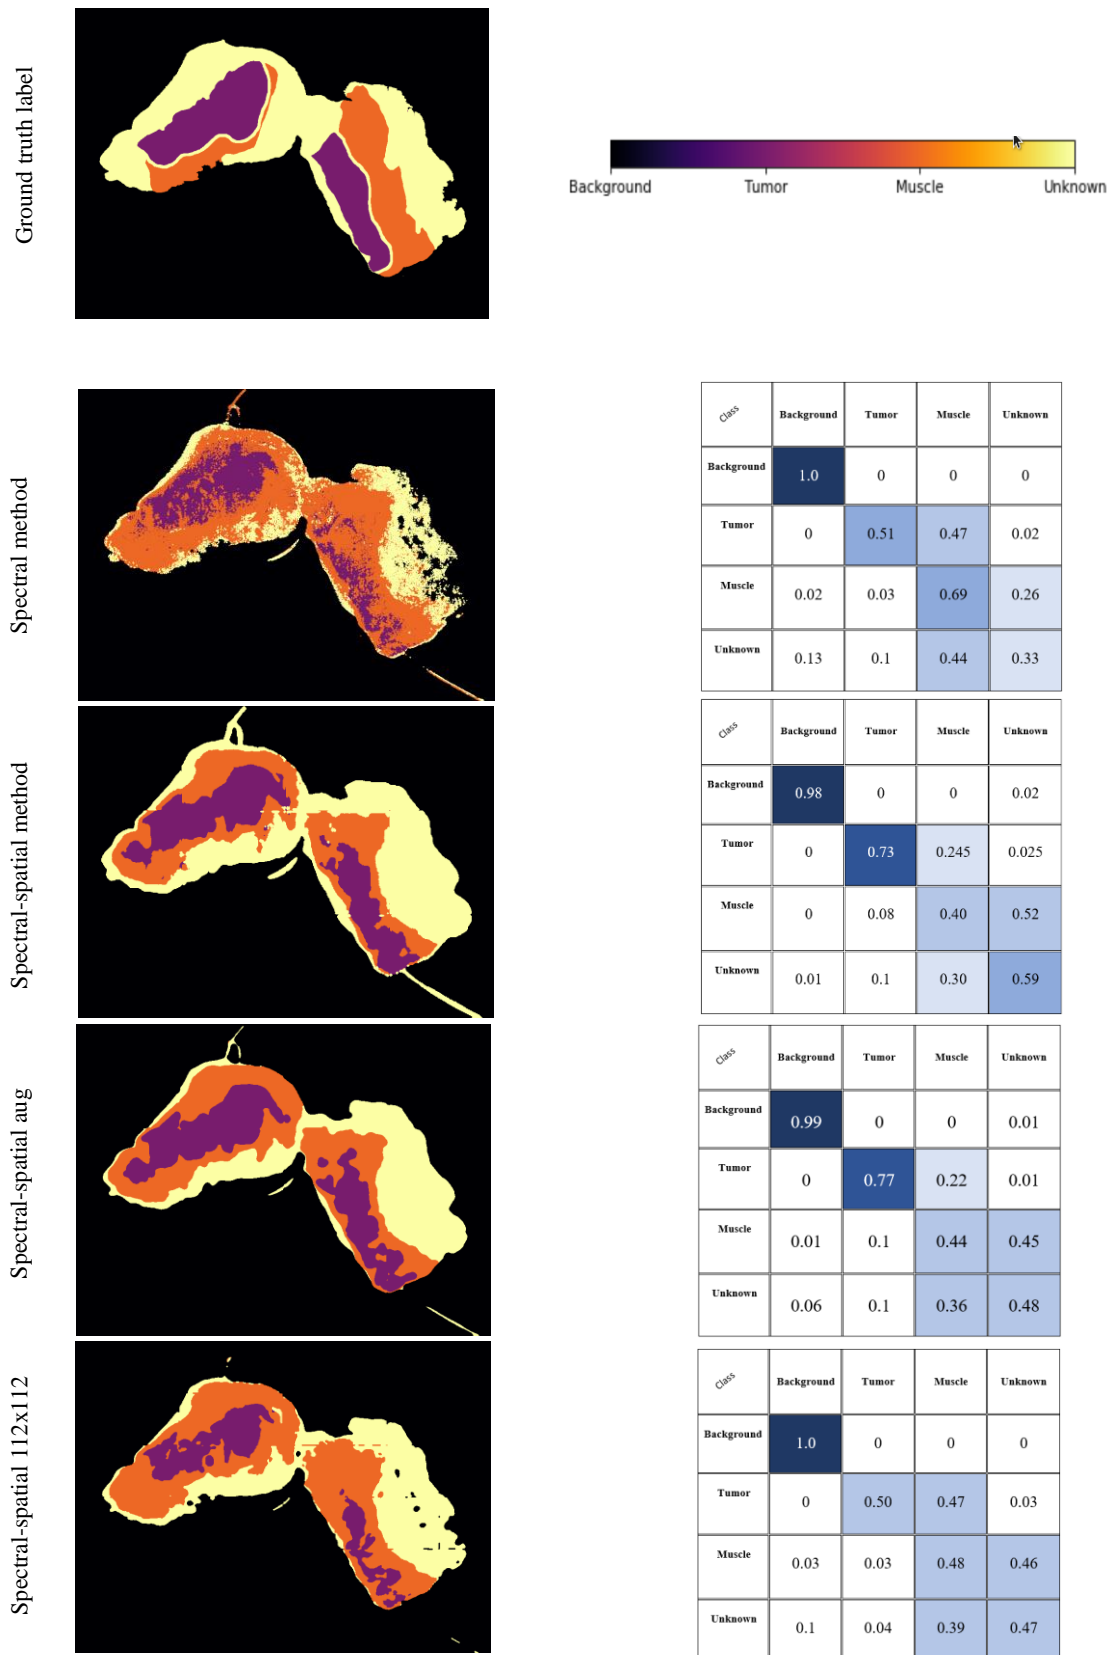 Ground truth label
Background Tumor Muscle Unknown
Spectral method
Class Background Tumor Muscle Unknown
Background 1.0 0 0 0
Tumor 0 0.51 0.47 0.02
Muscle 0.02 0.03 0.69 0.26
Unknown 0.13 0.1 0.44 0.33
Spectral-spatial method
Class Background Tumor Muscle Unknown
Background 0.98 0 0 0.02
Tumor 0 0.73 0.245 0.025
Muscle 0 0.08 0.40 0.52
Unknown 0.01 0.1 0.30 0.59
Spectral-spatial aug
Class Background Tumor Muscle Unknown
Background 0.99 0 0 0.01
Tumor 0 0.77 0.22 0.01
Muscle 0.01 0.1 0.44 0.45
Unknown 0.06 0.1 0.36 0.48
Spectral-spatial 112x112
Class Background Tumor Muscle Unknown
Background 1.0 0 0 0
Tumor 0 0.50 0.47 0.03
Muscle 0.03 0.03 0.48 0.46
Unknown 0.1 0.04 0.39 0.47